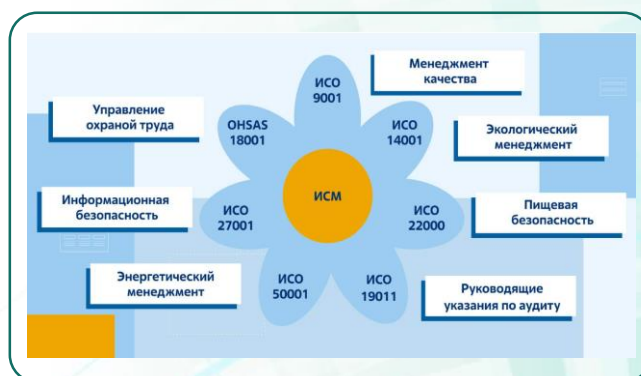 ИСО
9001
Менеджмент
качества
Управление
охраной труда
OHSAS
18001
ИСО
14001
Экологический
менеджмент
Информационная
безопасность
ИСО
27001
ИСМ
ИСО
22000
Пищевая
безопасность
Энергетический
менеджмент
ИСО
50001
ИСО
19011
Руководящие
указания по аудиту